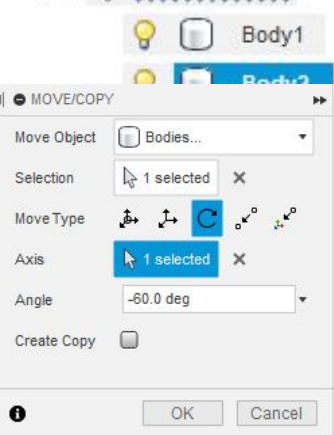 Body1
Body2
MOVE/COPY
Move Object Bodies...
Selection 1 selected
Move Type
Axis 1 selected
Angle -60.0 deg
Create Copy
OK Cancel